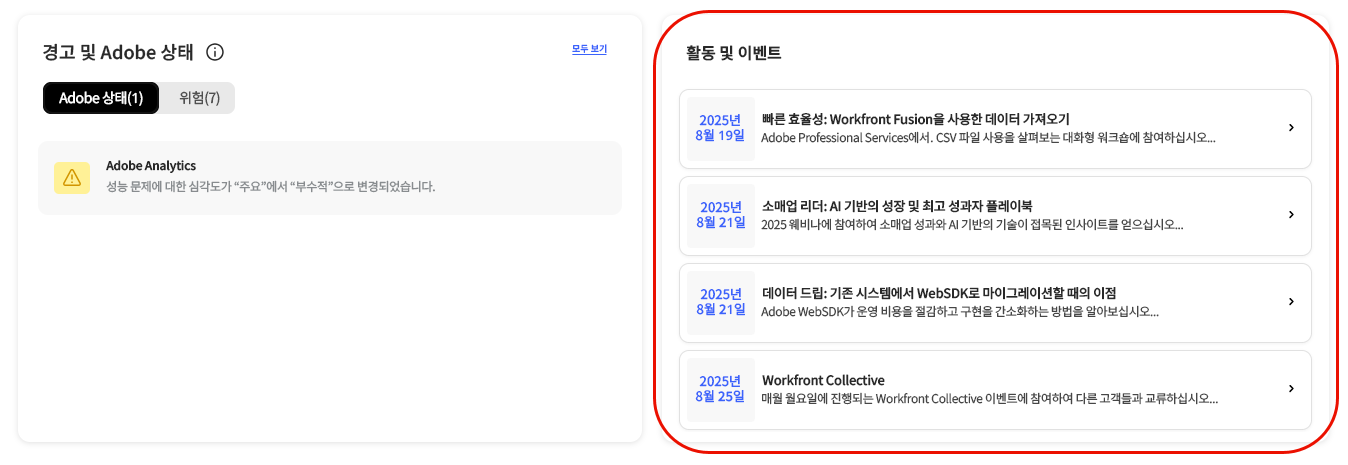 경고 및 Adobe 상태
모두 보기
Adobe 상태(1)
위험(7)
Adobe Analytics
성능 문제에 대한 심각도가 “주요”에서 “부수적”으로 변경되었습니다.
활동 및 이벤트
2025년
8월 19일
빠른 효율성: Workfront Fusion을 사용한 데이터 가져오기
Adobe Professional Services에서. CSV 파일 사용을 살펴보는 대화형 워크숍에 참여하십시오...
2025년
8월 21일
소매업 리더: AI 기반의 성장 및 최고 성과자 플레이북
2025 웨비나에 참여하여 소매업 성과와 AI 기반의 기술이 접목된 인사이트를 얻으십시오...
2025년
8월 21일
데이터 드립: 기존 시스템에서 WebSDK로 마이그레이션할 때의 이점
Adobe WebSDK가 운영 비용을 절감하고 구현을 간소화하는 방법을 알아보십시오...
2025년
8월 25일
Workfront Collective
매월 월요일에 진행되는 Workfront Collective 이벤트에 참여하여 다른 고객들과 교류하십시오...